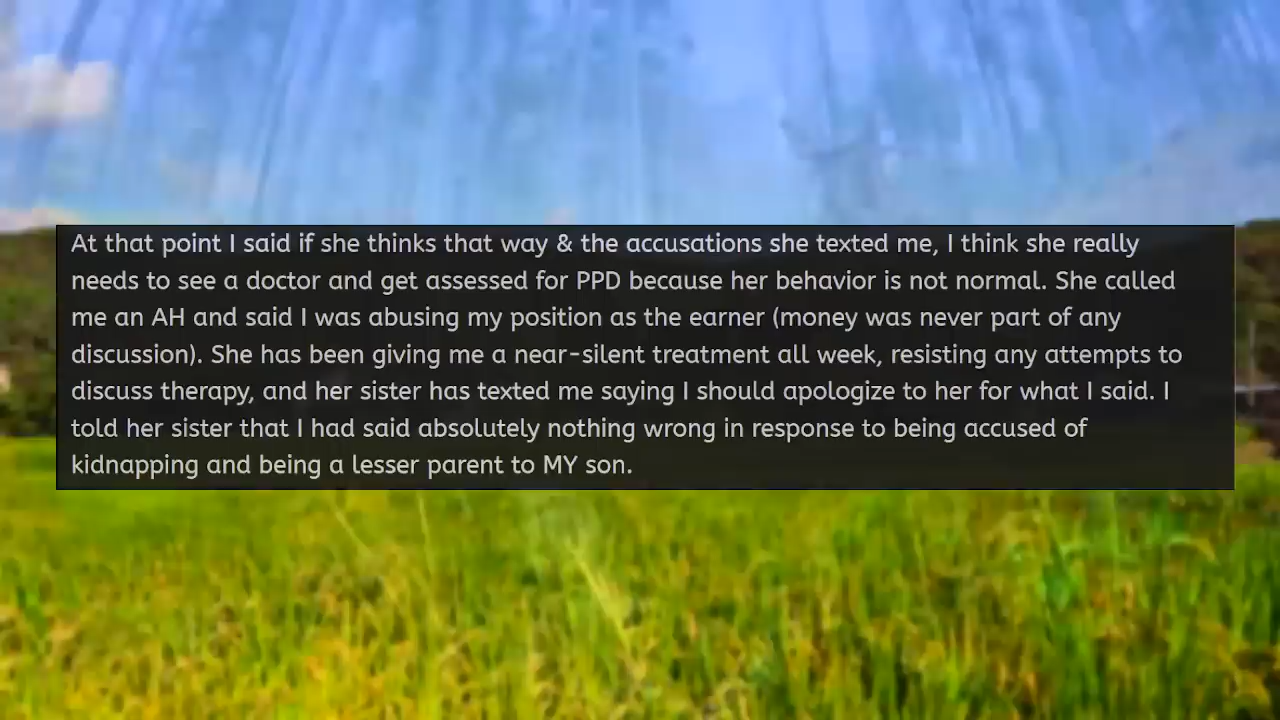 At that point I said if she thinks that way & the accusations she texted me, I think she really
needs to see a doctor and get assessed for PPD because her behavior is not normal. She called
me an AH and said I was abusing my position as the earner (money was never part of any
discussion). She has been giving me a near-silent treatment all week, resisting any attempts to
discuss therapy, and her sister has texted me saying I should apologize to her for what I said. I
told her sister that I had said absolutely nothing wrong in response to being accused of
kidnapping and being a lesser parent to MY son.